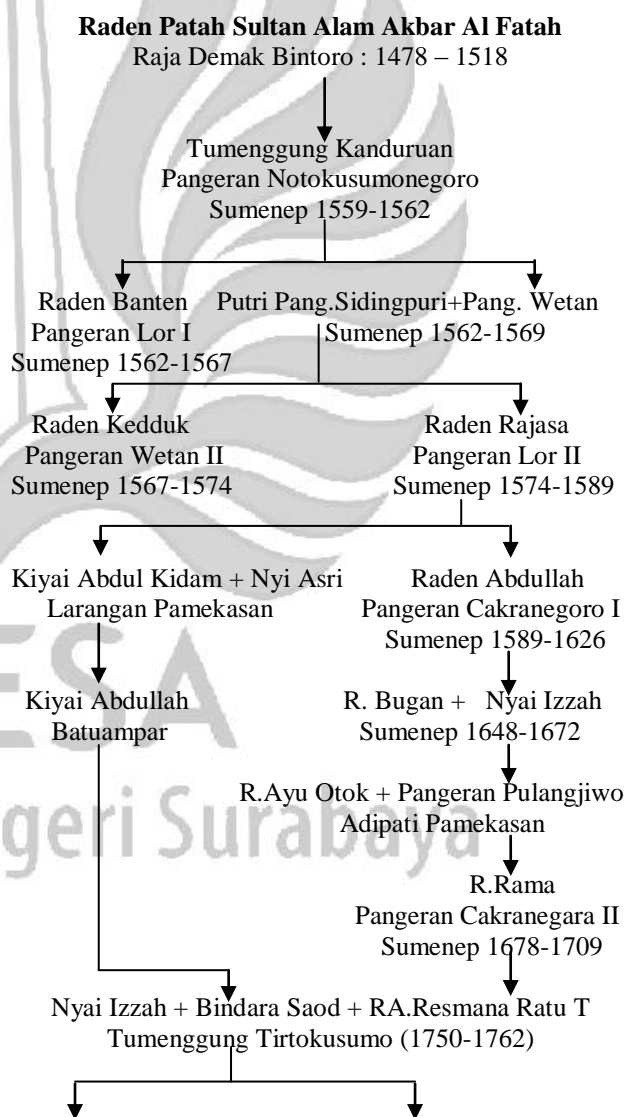 Raden Patah Sultan Alam Akbar Al Fatah
Raja Demak Bintoro : 1478 – 1518
Tumenggung Kanduruan
Pangeran Notokusumonegoro
Sumenep 1559-1562
Raden Banten
Pangeran Lor I
Sumenep 1562-1567
Putri Pang.Sidingpuri+Pang. Wetan
Sumenep 1562-1569
Raden Kedduk
Pangeran Wetan II
Sumenep 1567-1574
Raden Rajasa
Pangeran Lor II
Sumenep 1574-1589
Kiyai Abdul Kidam + Nyi Asri
Larangan Pamekasan
Raden Abdullah
Pangeran Cakranegoro I
Sumenep 1589-1626
Kiyai Abdullah
Batuampar
R. Bugan + Nyai Izzah
Sumenep 1648-1672
ESA
R.Ayu Otok + Pangeran Pulangjiwo
Adipati Pamekasan
geri Surabaya
R.Rama
Pangeran Cakranegara II
Sumenep 1678-1709
Nyai Izzah + Bindara Saod + RA.Resmana Ratu T
Tumenggung Tirtokusumo (1750-1762)